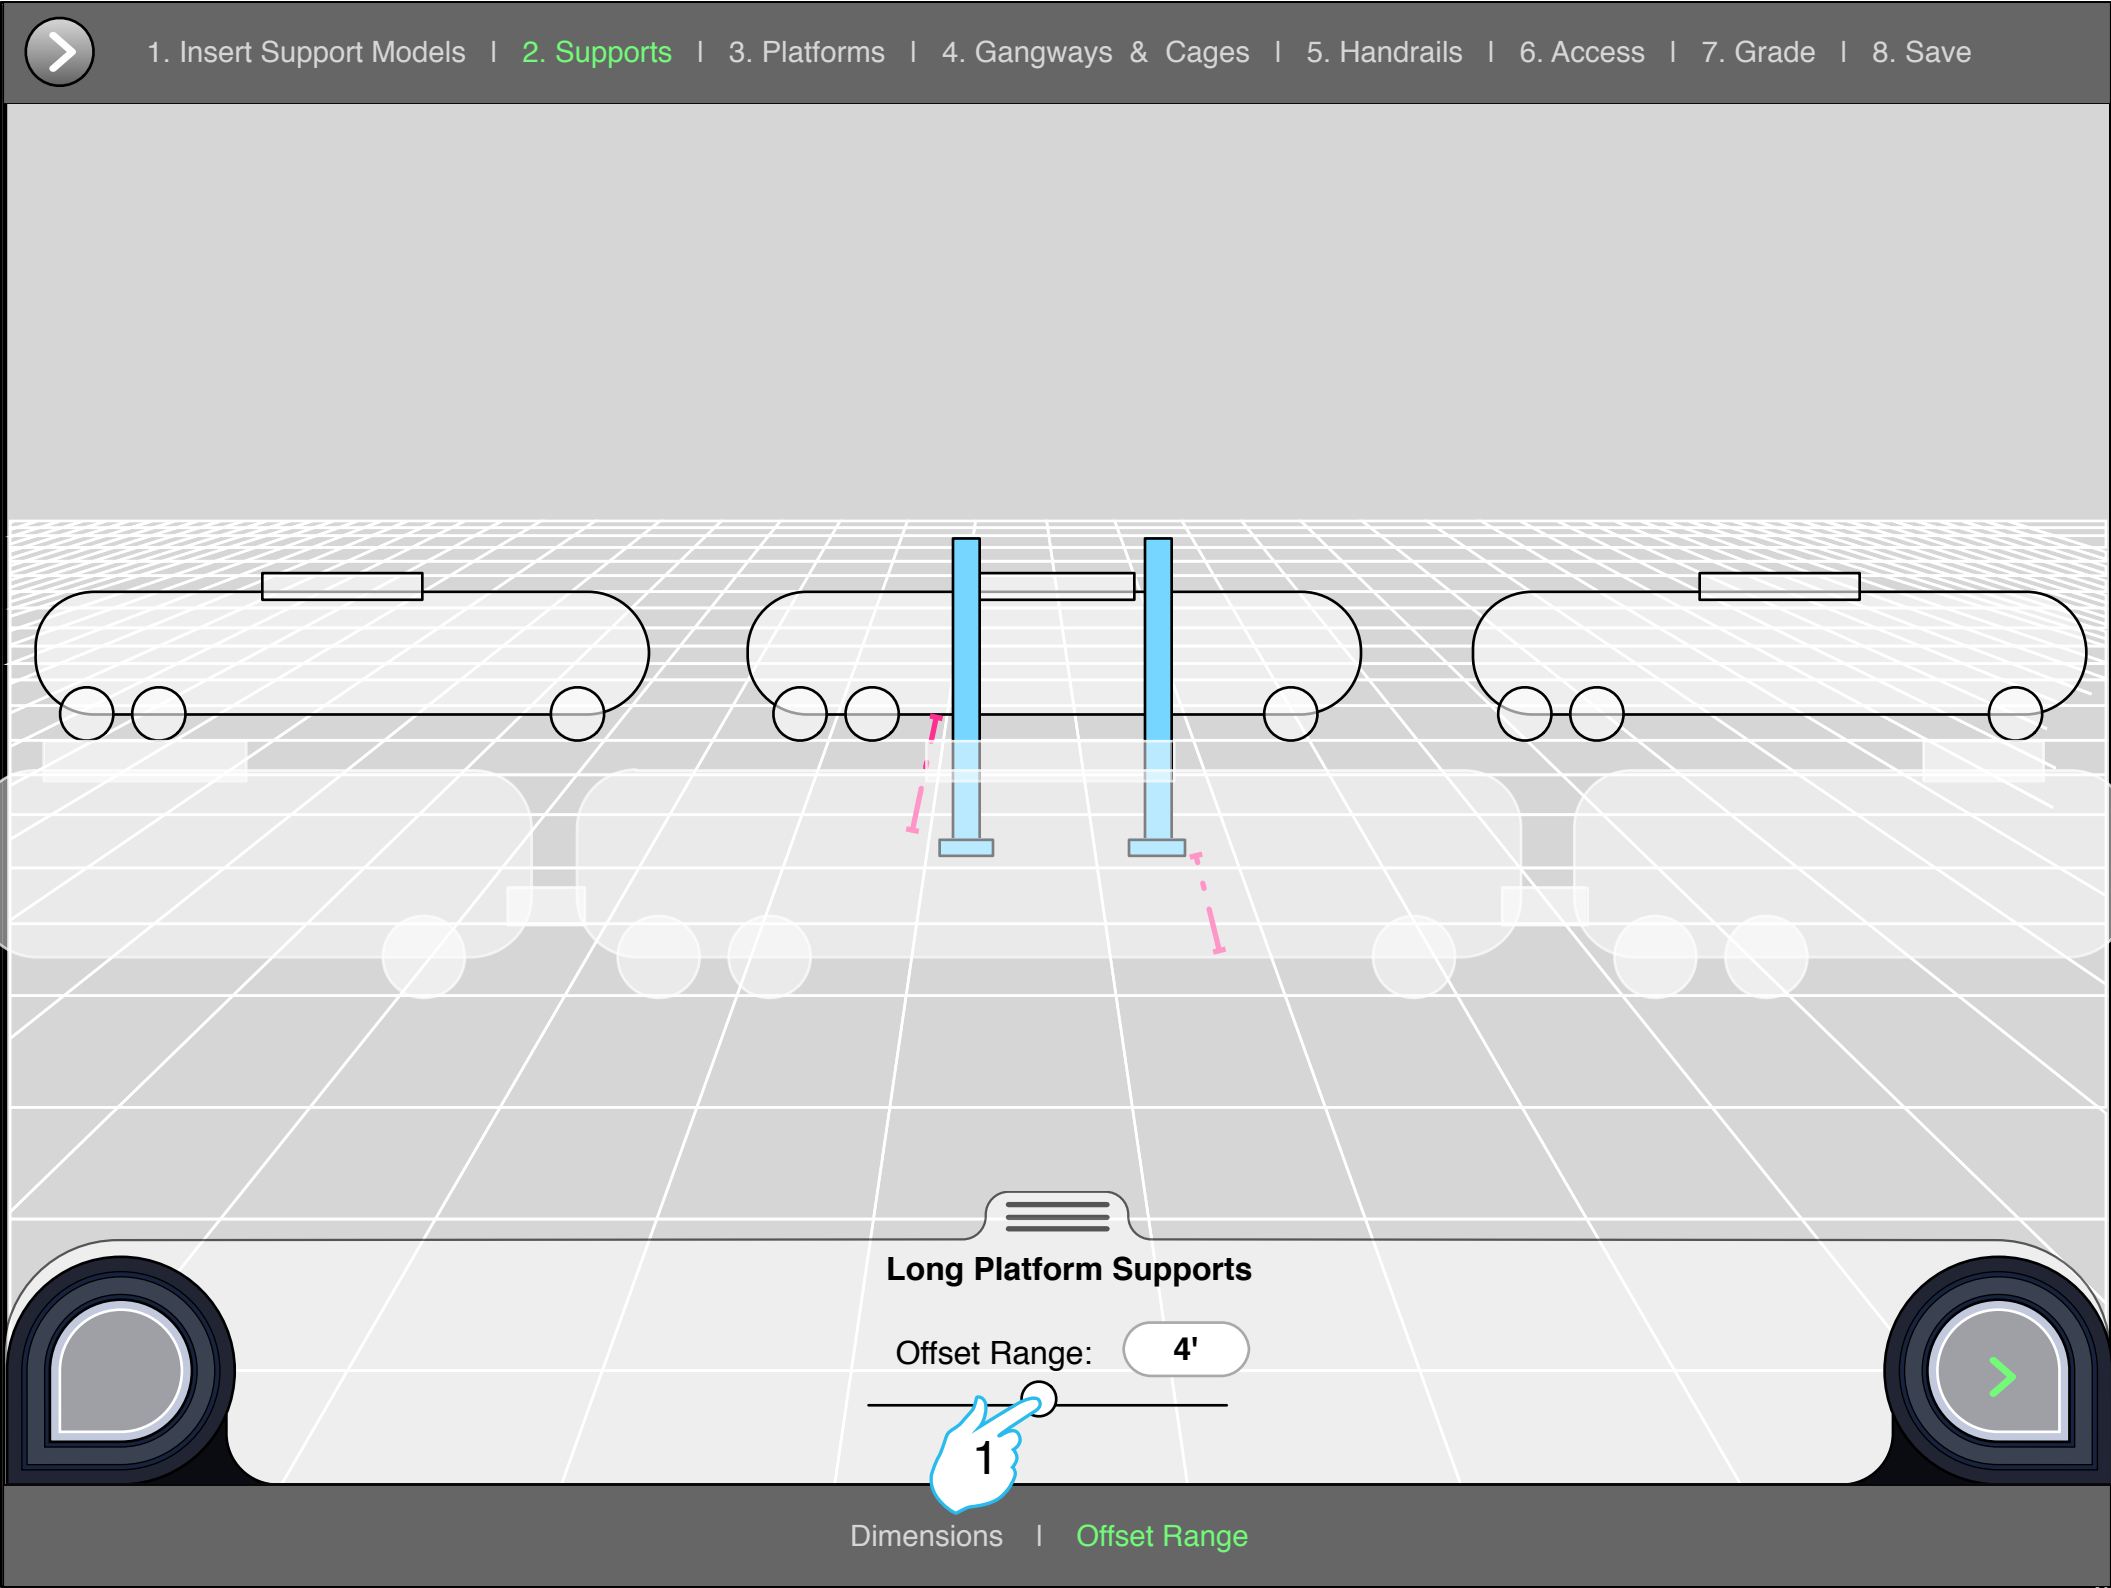 1. Insert Support Models | 2. Supports | 3. Platforms | 4. Gangways & Cages | 5. Handrails | 6. Access | 7. Grade | 8. Save
Long Platform Supports
Offset Range: 4'
1
Dimensions | Offset Range